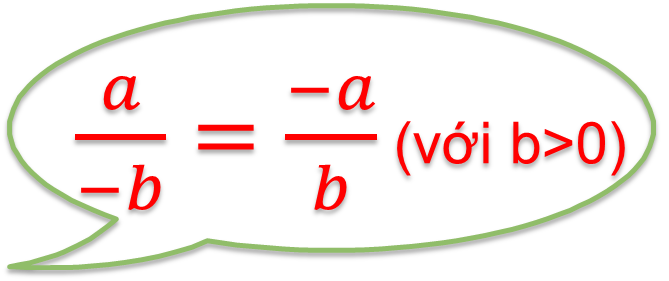 a/-b = -a/b (với b>0)